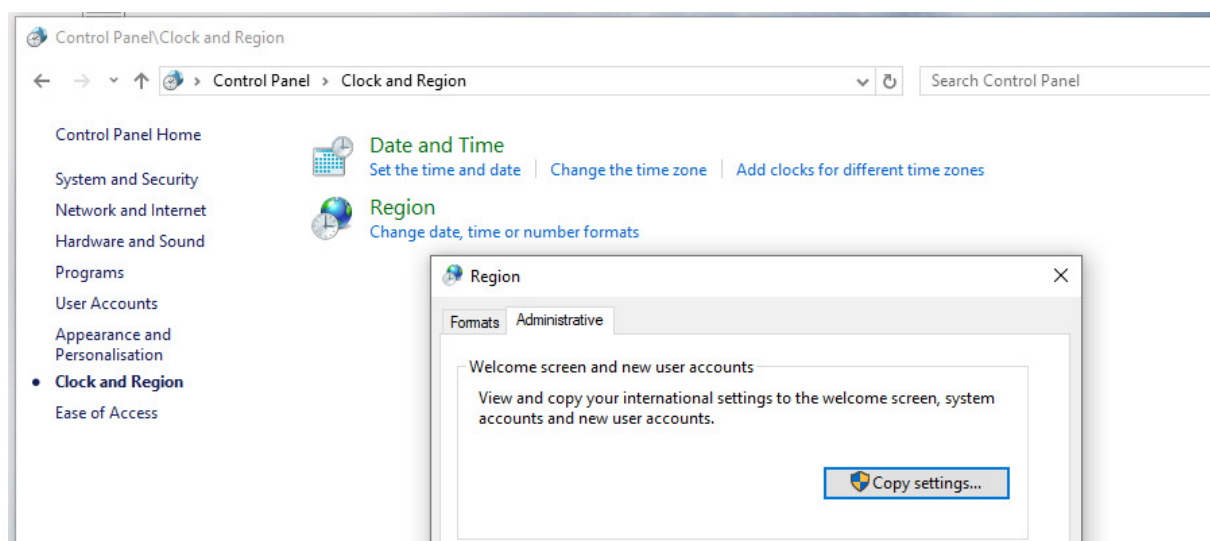 Control Panel\Clock and Region
Control Panel > Clock and Region
Search Control Panel
Control Panel Home
System and Security
Network and Internet
Hardware and Sound
Programs
User Accounts
Appearance and
Personalisation
Clock and Region
Ease of Access
Date and Time
Set the time and date | Change the time zone | Add clocks for different time zones
Region
Change date, time or number formats
Region
Formats Administrative
Welcome screen and new user accounts
View and copy your international settings to the welcome screen, system
accounts and new user accounts.
Copy settings...